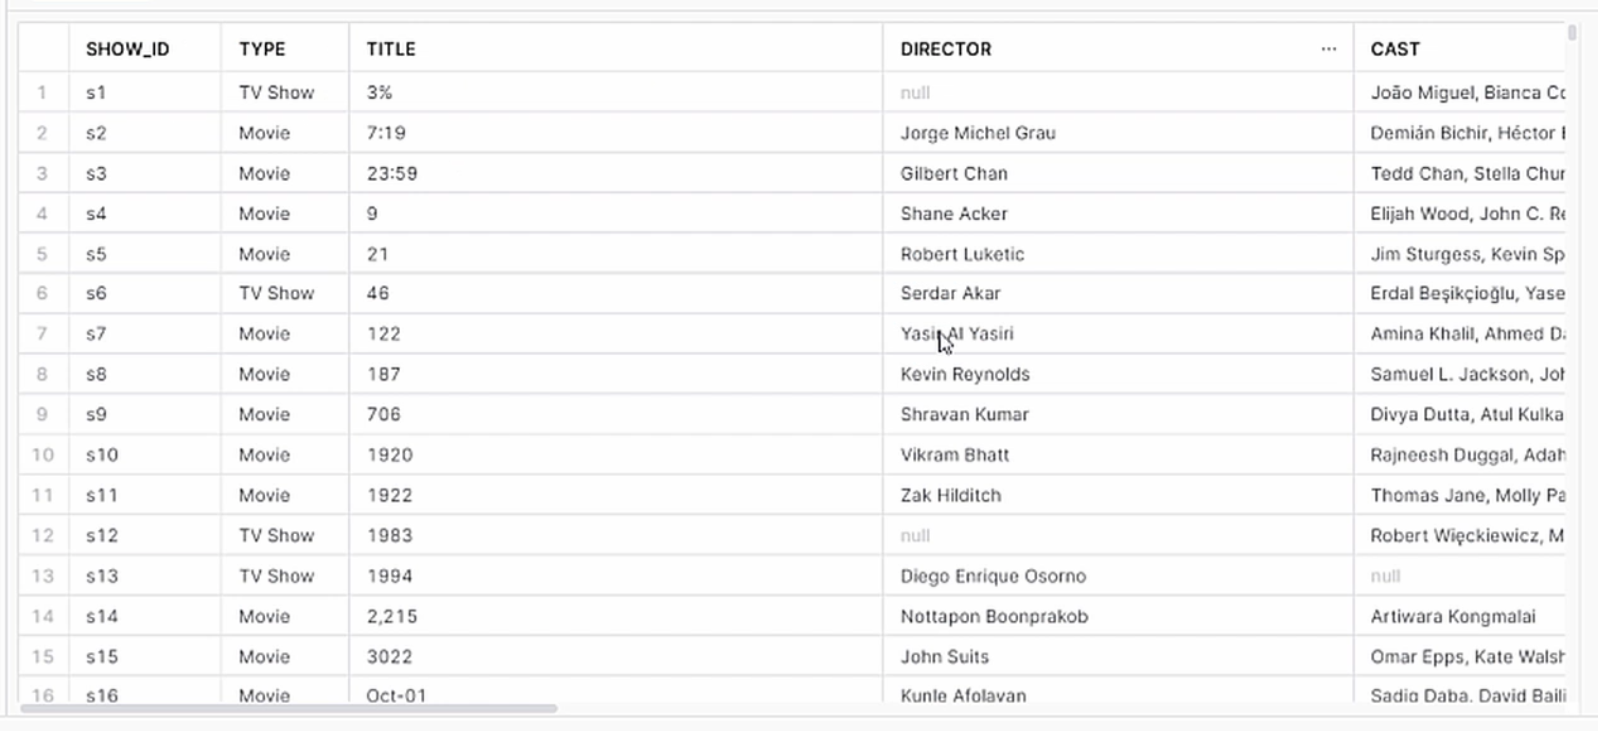 SHOW_ID TYPE TITLE DIRECTOR ... CAST
1 s1 TV Show 3% null João Miguel, Bianca Co
2 s2 Movie 7:19 Jorge Michel Grau Demián Bichir, Héctor
3 s3 Movie 23:59 Gilbert Chan Tedd Chan, Stella Chu
4 s4 Movie 9 Shane Acker Elijah Wood, John C. Re
5 s5 Movie 21 Robert Luketic Jim Sturgess, Kevin Sp
6 s6 TV Show 46 Serdar Akar Erdal Beşikçioğlu, Yase
7 s7 Movie 122 Yasir Al Yasiri Amina Khalil, Ahmed Da
8 s8 Movie 187 Kevin Reynolds Samuel L. Jackson, Joh
9 s9 Movie 706 Shravan Kumar Divya Dutta, Atul Kulka
10 s10 Movie 1920 Vikram Bhatt Rajneesh Duggal, Adah
11 s11 Movie 1922 Zak Hilditch Thomas Jane, Molly Pa
12 s12 TV Show 1983 null Robert Więckiewicz, M
13 s13 TV Show 1994 Diego Enrique Osorno null
14 s14 Movie 2,215 Nottapon Boonprakob Artiwara Kongmalai
15 s15 Movie 3022 John Suits Omar Epps, Kate Walsh
16 s16 Movie Oct-01 Kunle Afolayan Sadiq Daba, David Baili